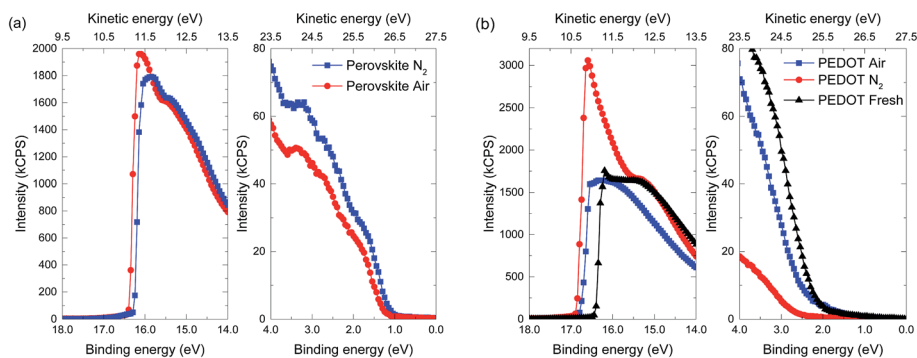 (a)
Kinetic energy (eV)
9.5 10.5 11.5 12.5 13.5
2000
1800
1600
1400
1200
1000
800
600
400
200
0
Intensity (kCPS)
18.0 16.0 15.0 14.0
Binding energy (eV)
Kinetic energy (eV)
23.5 24.5 25.5 26.5 27.5
Perovskite N2
Perovskite Air
80
60
40
20
0
Intensity (kCPS)
4.0 3.0 2.0 1.0 0.0
Binding energy (eV)
(b)
Kinetic energy (eV)
9.5 10.5 11.5 12.5 13.5
3000
2500
2000
1500
1000
500
0
Intensity (kCPS)
18.0 17.0 16.0 15.0 14.0
Binding energy (eV)
Kinetic energy (eV)
23.5 24.5 25.5 26.5 27.5
PEDOT Air
PEDOT N2
PEDOT Fresh
80
60
40
20
0
Intensity (kCPS)
4.0 3.0 2.0 1.0 0.0
Binding energy (eV)